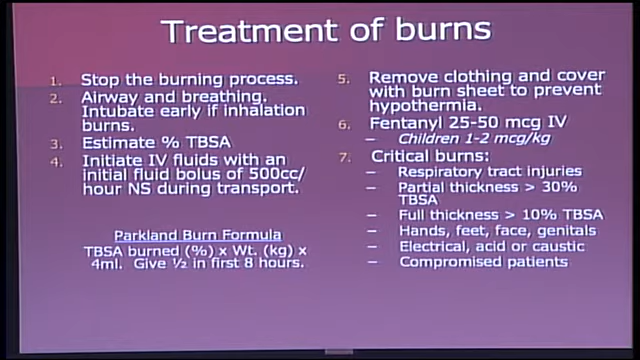 Treatment of burns
1. Stop the burning process.
2. Airway and breathing.
Intubate early if inhalation
burns.
3. Estimate % TBSA
4. Initiate IV fluids with an
initial fluid bolus of 500cc/
hour NS during transport.
Parkland Burn Formula
TBSA burned (%) x Wt. (kg) x
4ml. Give ½ in first 8 hours.
5. Remove clothing and cover
with burn sheet to prevent
hypothermia.
6. Fentanyl 25-50 mcg IV
– Children 1-2 mcg/kg
7. Critical burns:
– Respiratory tract injuries
– Partial thickness > 30%
TBSA
– Full thickness > 10% TBSA
– Hands, feet, face, genitals
– Electrical, acid or caustic
– Compromised patients